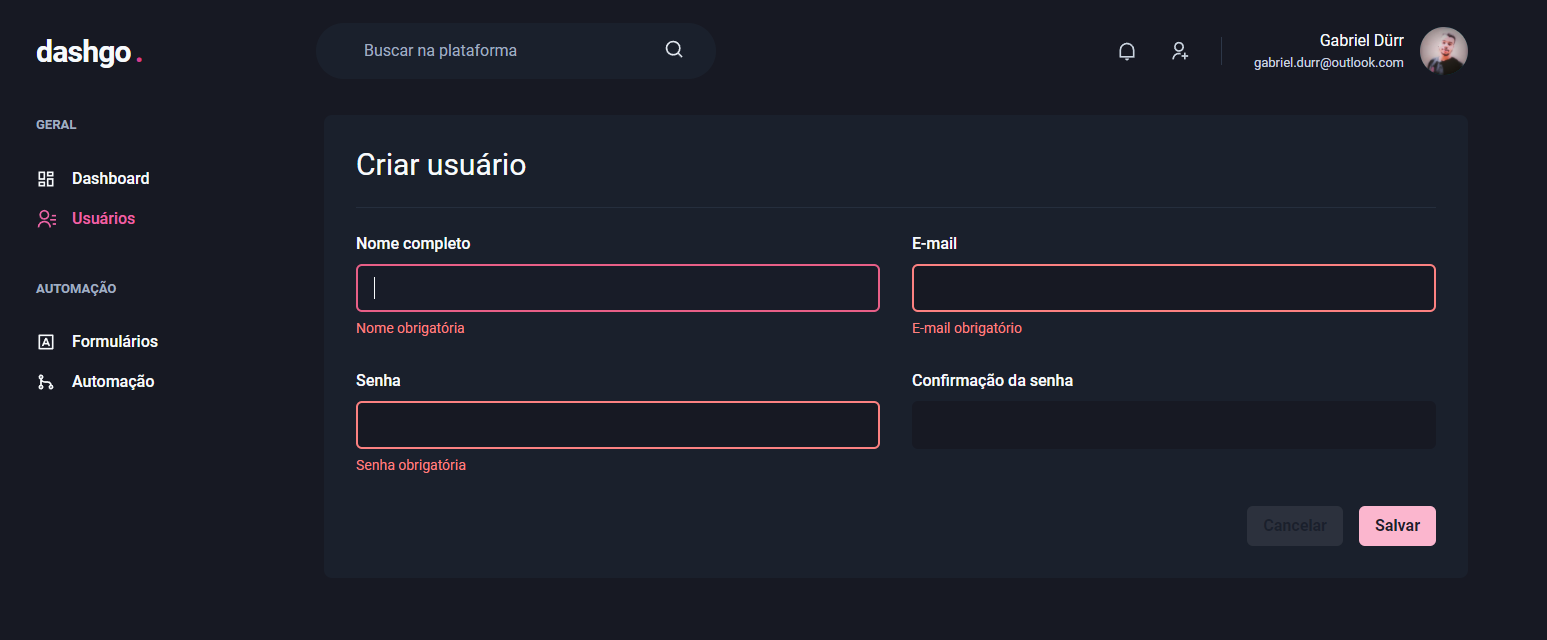 dashgo.
Buscar na plataforma
Gabriel Dürr
gabriel.durr@outlook.com
GERAL
Dashboard
Usuários
AUTOMAÇÃO
Formulários
Automação
Criar usuário
Nome completo
E-mail
Nome obrigatória
E-mail obrigatório
Senha
Confirmação da senha
Senha obrigatória
Cancelar
Salvar